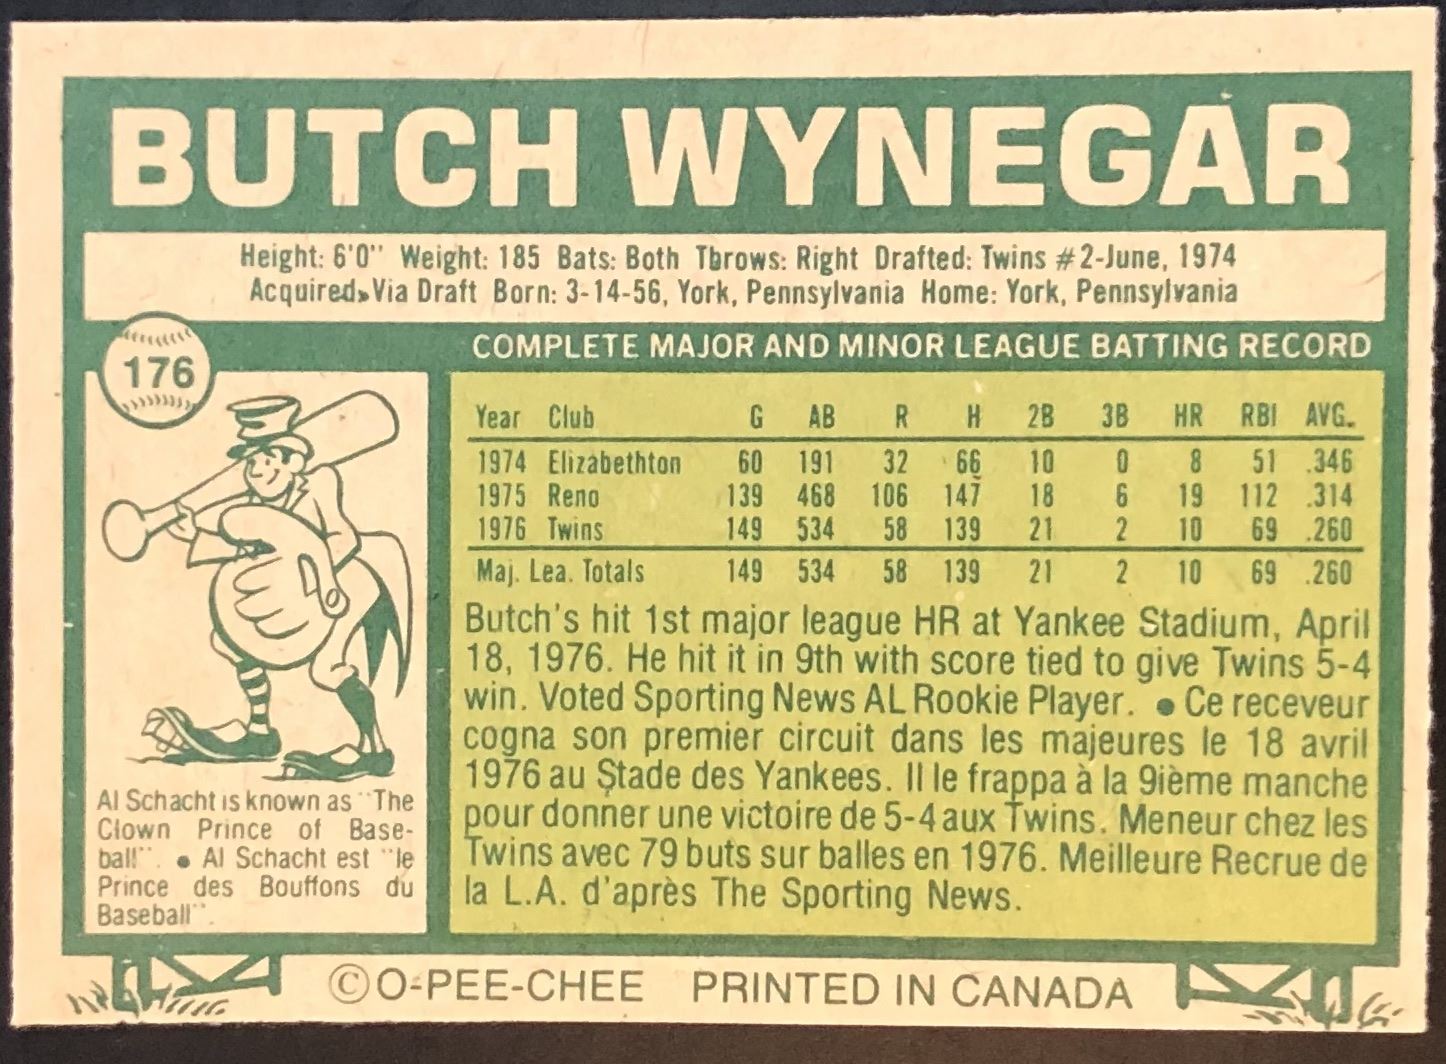 BUTCH WYNEGAR
Height: 6'0" Weight: 185 Bats: Both Throws: Right Drafted: Twins #2-June, 1974
Acquired: Via Draft Born: 3-14-56, York, Pennsylvania Home: York, Pennsylvania
176
COMPLETE MAJOR AND MINOR LEAGUE BATTING RECORD
Year Club G AB R H 2B 3B HR RBI AVG.
1974 Elizabethton 60 191 32 66 10 0 8 51 .346
1975 Reno 139 468 106 147 18 6 19 112 .314
1976 Twins 149 534 58 139 21 2 10 69 .260
Maj. Lea. Totals 149 534 58 139 21 2 10 69 .260
Butch's hit 1st major league HR at Yankee Stadium, April
18, 1976. He hit it in 9th with score tied to give Twins 5-4
win. Voted Sporting News AL Rookie Player. ● Ce receveur
cogna son premier circuit dans les majeures le 18 avril
1976 au Stade des Yankees. Il le frappa à la 9ième manche
pour donner une victoire de 5-4 aux Twins. Meneur chez les
Twins avec 79 buts sur balles en 1976. Meilleure Recrue de
la L.A. d'après The Sporting News.
Al Schacht is known as "The
Clown Prince of Base-
ball". ● Al Schacht est "le
Prince des Bouffons du
Baseball".
©O-PEE-CHEE PRINTED IN CANADA